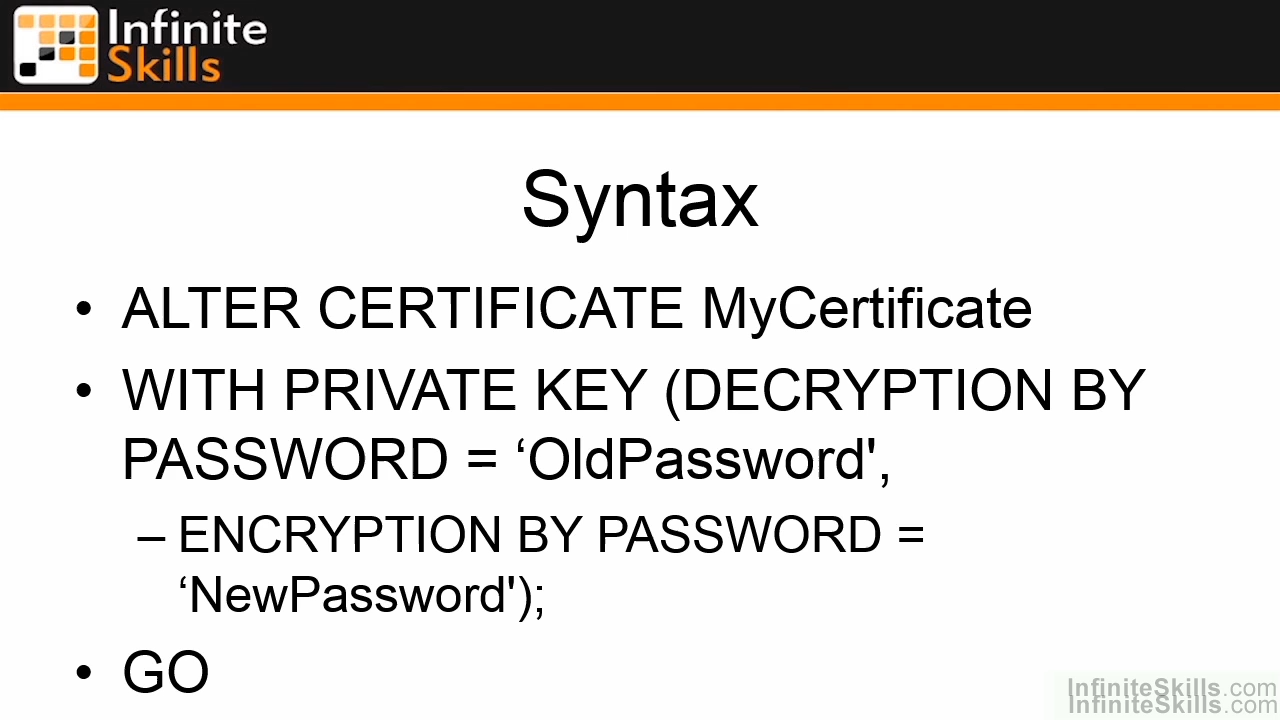 Infinite
Skills
Syntax
• ALTER CERTIFICATE MyCertificate
• WITH PRIVATE KEY (DECRYPTION BY
PASSWORD = ‘OldPassword',
– ENCRYPTION BY PASSWORD =
‘NewPassword');
• GO
InfiniteSkills.com
InfiniteSkills.com